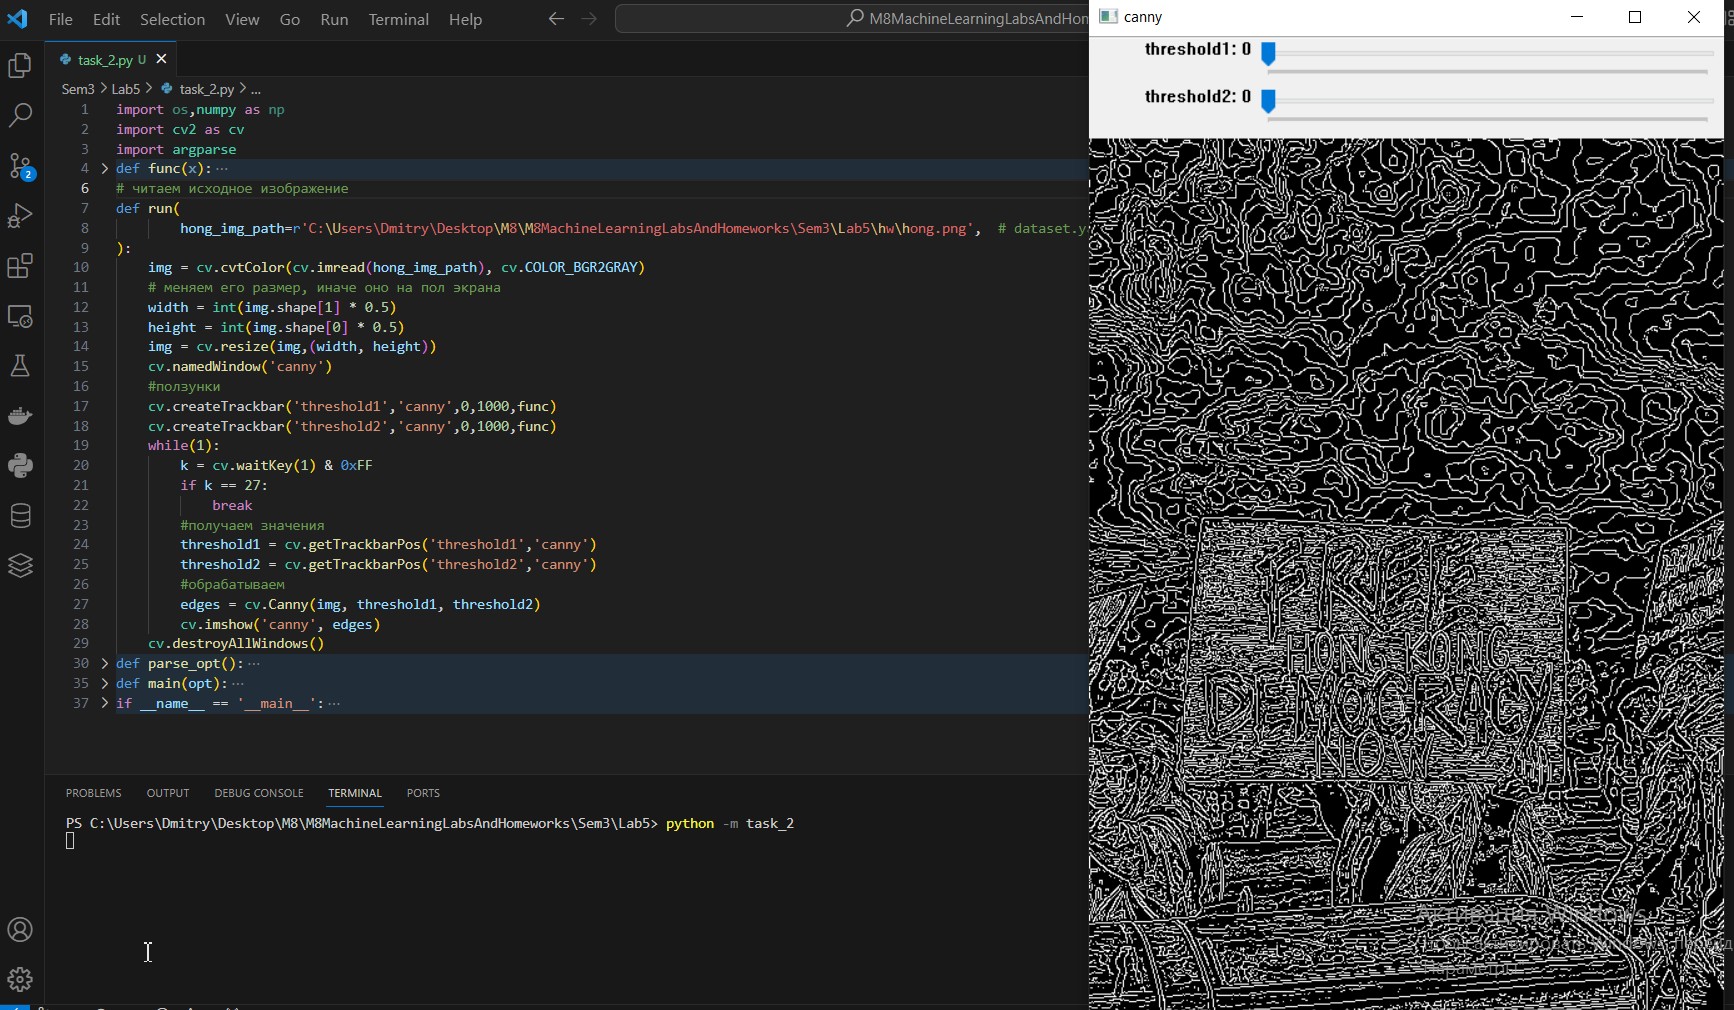 File Edit Selection View Go Run Terminal Help
M8MachineLearningLabsAndHon
task_2.py U
Sem3 > Lab5 > task_2.py > ...
1 import os,numpy as np
2 import cv2 as cv
3 import argparse
4 def func(x): ...
6 # читаем исходное изображение
7 def run(
8 hong_img_path=r'C:\Users\Dmitry\Desktop\M8\M8MachineLearningLabsAndHomeworks\Sem3\Lab5\hw\hong.png',  # dataset.y
9 ):
10 img = cv.cvtColor(cv.imread(hong_img_path), cv.COLOR_BGR2GRAY)
11 # меняем его размер, иначе оно на пол экрана
12 width = int(img.shape[1] * 0.5)
13 height = int(img.shape[0] * 0.5)
14 img = cv.resize(img,(width, height))
15 cv.namedWindow('canny')
16 #ползунки
17 cv.createTrackbar('threshold1','canny',0,1000,func)
18 cv.createTrackbar('threshold2','canny',0,1000,func)
19 while(1):
20 k = cv.waitKey(1) & 0xFF
21 if k == 27:
22 break
23 #получаем значения
24 threshold1 = cv.getTrackbarPos('threshold1','canny')
25 threshold2 = cv.getTrackbarPos('threshold2','canny')
26 #обрабатываем
27 edges = cv.Canny(img, threshold1, threshold2)
28 cv.imshow('canny', edges)
29 cv.destroyAllWindows()
30 def parse_opt(): ...
35 def main(opt): ...
37 if __name__ == '__main__': ...
2
PROBLEMS OUTPUT DEBUG CONSOLE TERMINAL PORTS
PS C:\Users\Dmitry\Desktop\M8\M8MachineLearningLabsAndHomeworks\Sem3\Lab5> python -m task_2
canny
threshold1: 0
threshold2: 0
FREE
HONG KONG
DEMOCRACY
NOW
Активация Windows